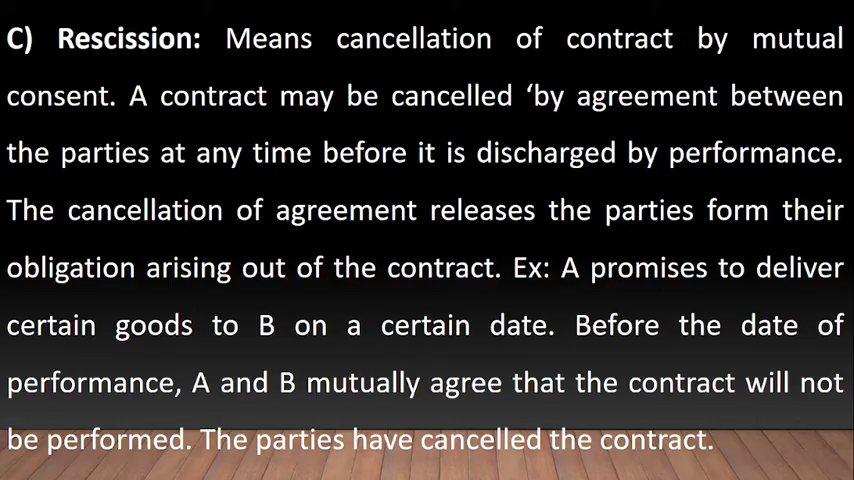 C) Rescission: Means cancellation of contract by mutual
consent. A contract may be cancelled ‘by agreement between
the parties at any time before it is discharged by performance.
The cancellation of agreement releases the parties form their
obligation arising out of the contract. Ex: A promises to deliver
certain goods to B on a certain date. Before the date of
performance, A and B mutually agree that the contract will not
be performed. The parties have cancelled the contract.